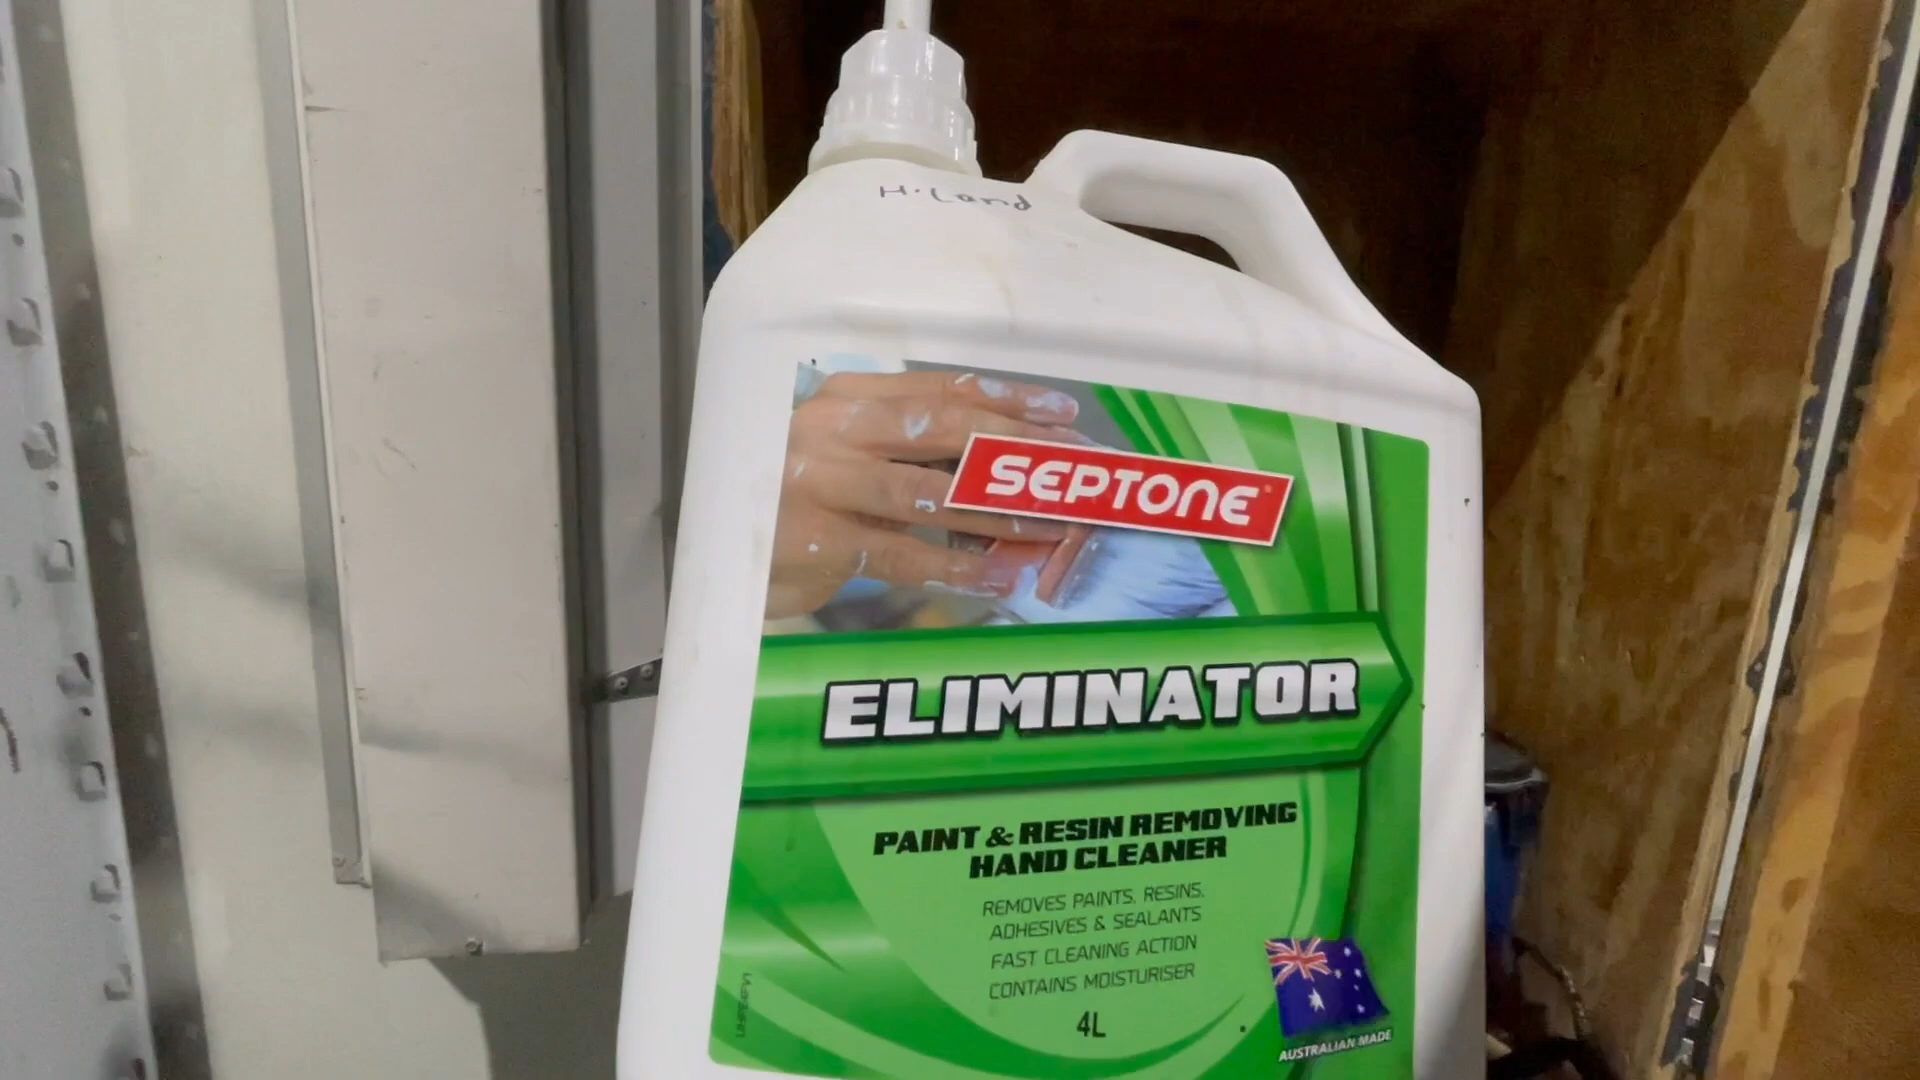 H.Land
SEPTONE®
ELIMINATOR
PAINT & RESIN REMOVING
HAND CLEANER
REMOVES PAINTS, RESINS,
ADHESIVES & SEALANTS
FAST CLEANING ACTION
CONTAINS MOISTURISER
4L
AUSTRALIAN MADE